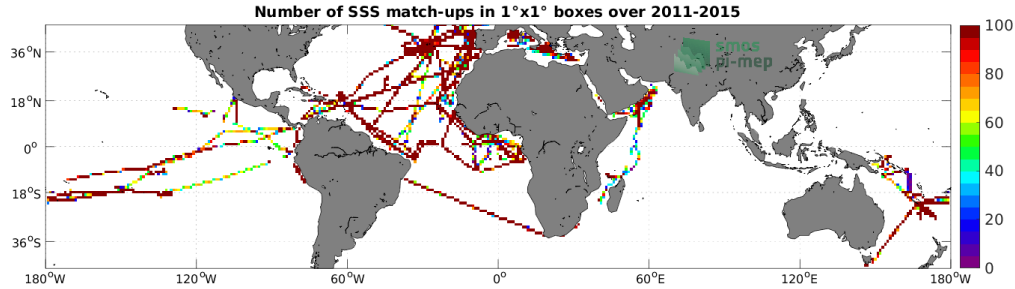 Number of SSS match-ups in 1°x1° boxes over 2011-2015
36°N
18°N
0°
18°S
36°S
180°W
120°W
60°W
0°
60°E
120°E
180°W
smos
pi-mep
100
80
60
40
20
0